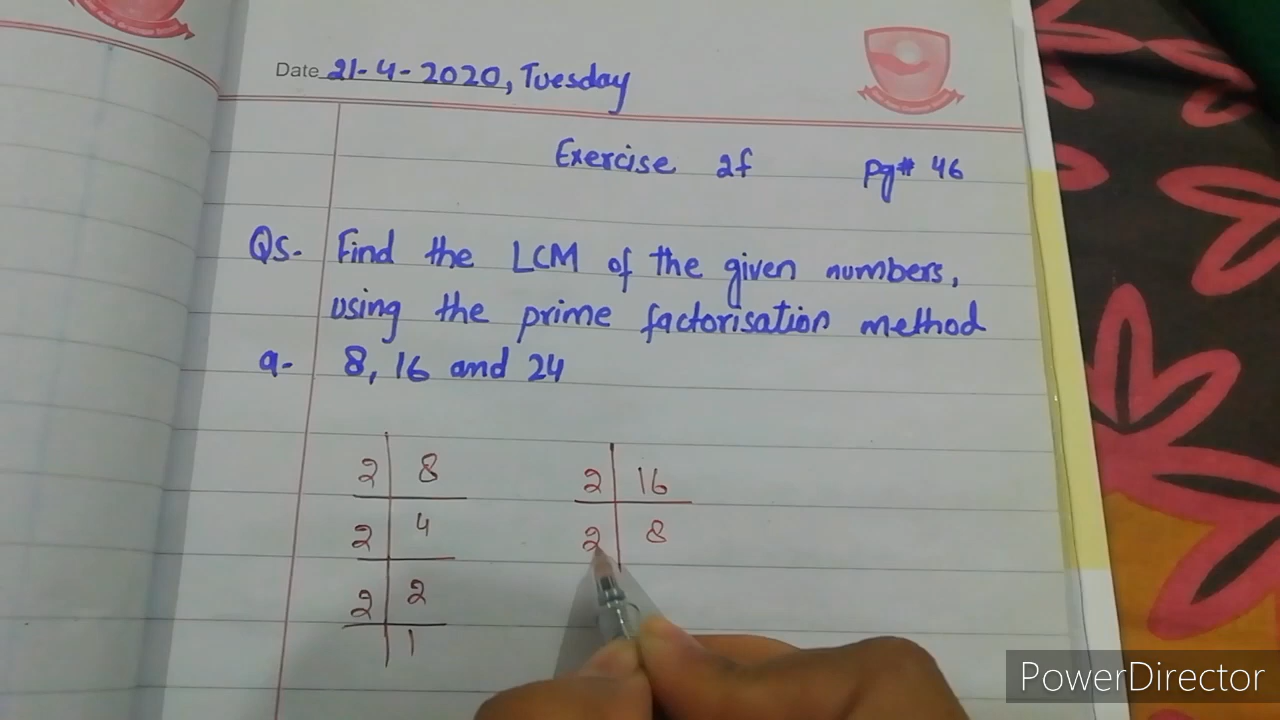 Date 21-4-2020, Tuesday
Exercise 2f pg# 46
Q5. Find the LCM of the given numbers,
using the prime factorisation method
a- 8, 16 and 24
2 8
2 4
2 2
1
2 16
2 8
PowerDirector